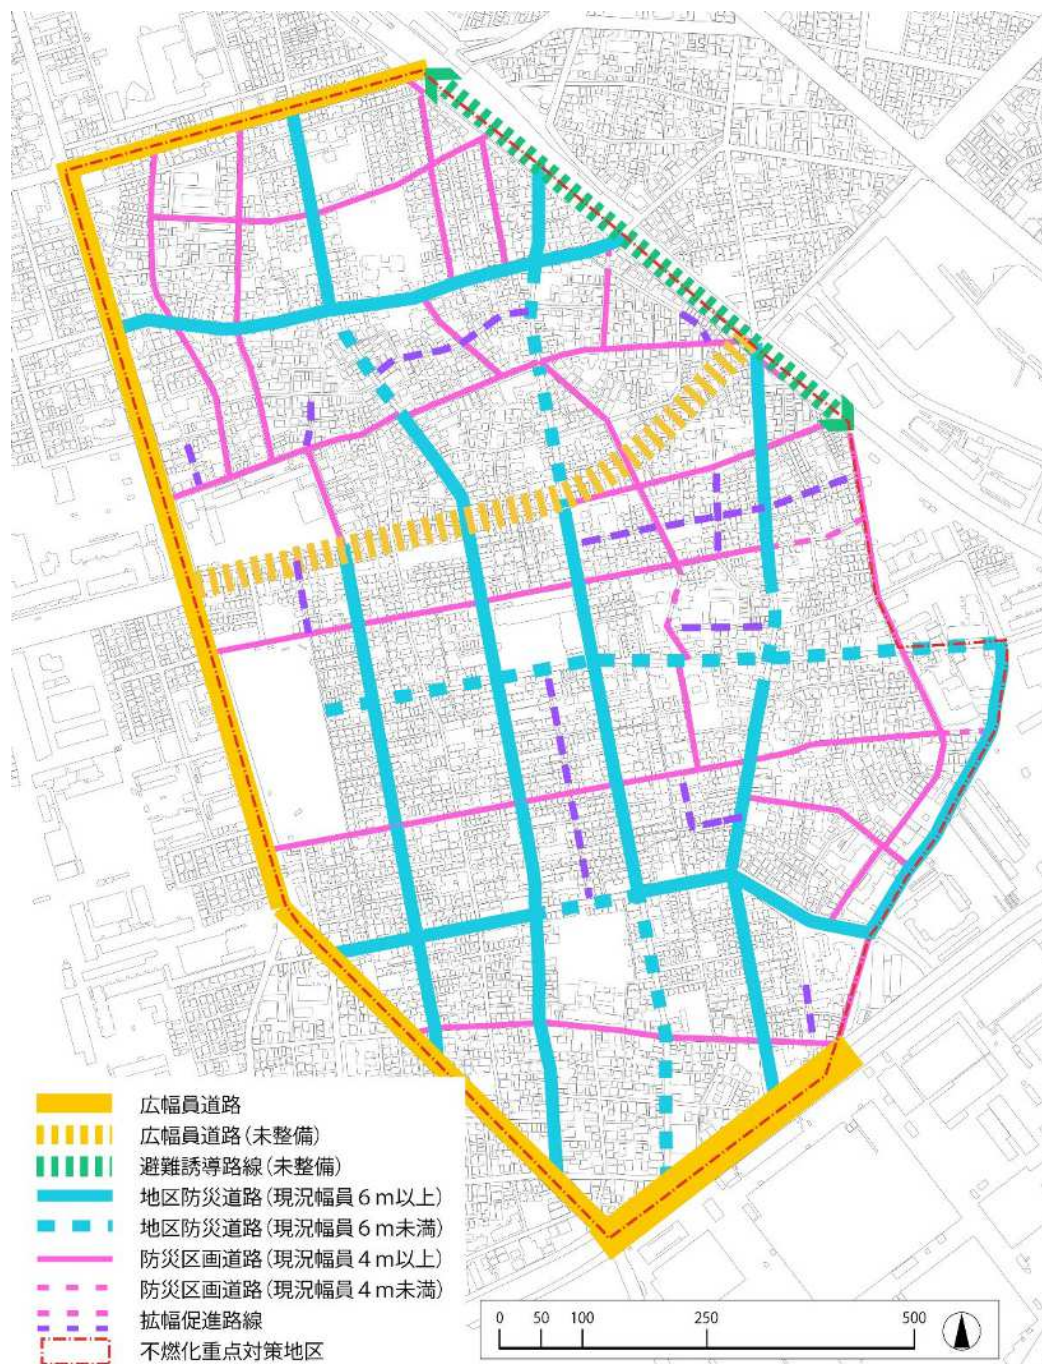 広幅員道路
広幅員道路(未整備)
避難誘導路線(未整備)
地区防災道路(現況幅員6m以上)
地区防災道路(現況幅員6m未満)
防災区画道路(現況幅員4m以上)
防災区画道路(現況幅員4m未満)
拡幅促進路線
不燃化重点対策地区
0 50 100 250 500